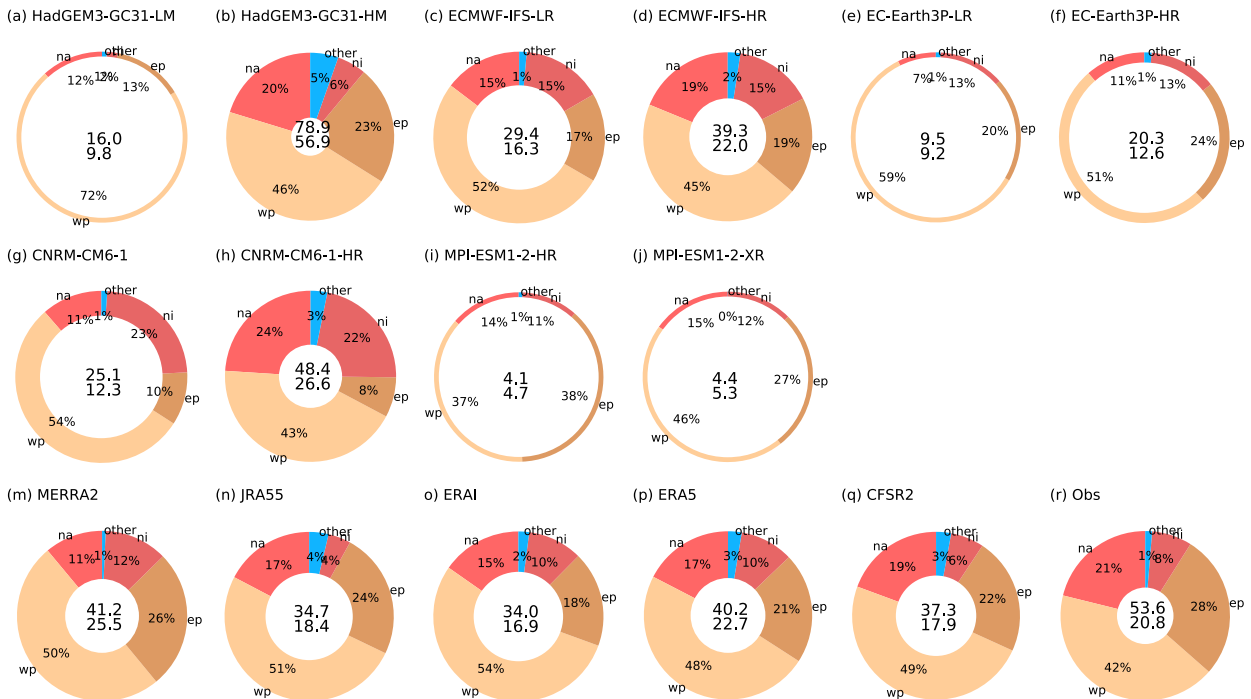 (a) HadGEM3-GC31-LM
na
other
ni
ep
12%
1%
2%
13%
16.0
9.8
72%
wp
(b) HadGEM3-GC31-HM
na
other
ni
5%
6%
20%
23%
ep
78.9
56.9
46%
wp
(c) ECMWF-IFS-LR
na
other
ni
15%
1%
15%
17%
ep
29.4
16.3
52%
wp
(d) ECMWF-IFS-HR
na
other
ni
19%
2%
15%
19%
ep
39.3
22.0
45%
wp
(e) EC-Earth3P-LR
na
other
ni
7%
1%
13%
20%
ep
9.5
9.2
59%
wp
(f) EC-Earth3P-HR
na
other
ni
11%
1%
13%
24%
ep
20.3
12.6
51%
wp
(g) CNRM-CM6-1
na
other
ni
11%
1%
23%
10%
ep
25.1
12.3
54%
wp
(h) CNRM-CM6-1-HR
na
other
ni
24%
3%
22%
8%
ep
48.4
26.6
43%
wp
(i) MPI-ESM1-2-HR
na
other
ni
14%
1%
11%
4.1
4.7
37%
38%
wp
ep
(j) MPI-ESM1-2-XR
na
other
ni
15%
0%
12%
27%
ep
4.4
5.3
46%
wp
(m) MERRA2
na
other
ni
11%
1%
12%
26%
ep
41.2
25.5
50%
wp
(n) JRA55
na
other
ni
17%
4%
4%
24%
ep
34.7
18.4
51%
wp
(o) ERAI
na
other
ni
15%
2%
10%
18%
ep
34.0
16.9
54%
wp
(p) ERA5
na
other
ni
17%
3%
10%
21%
ep
40.2
22.7
48%
wp
(q) CFSR2
na
other
ni
19%
3%
6%
22%
ep
37.3
17.9
49%
wp
(r) Obs
na
other
ni
21%
1%
8%
28%
ep
53.6
20.8
42%
wp